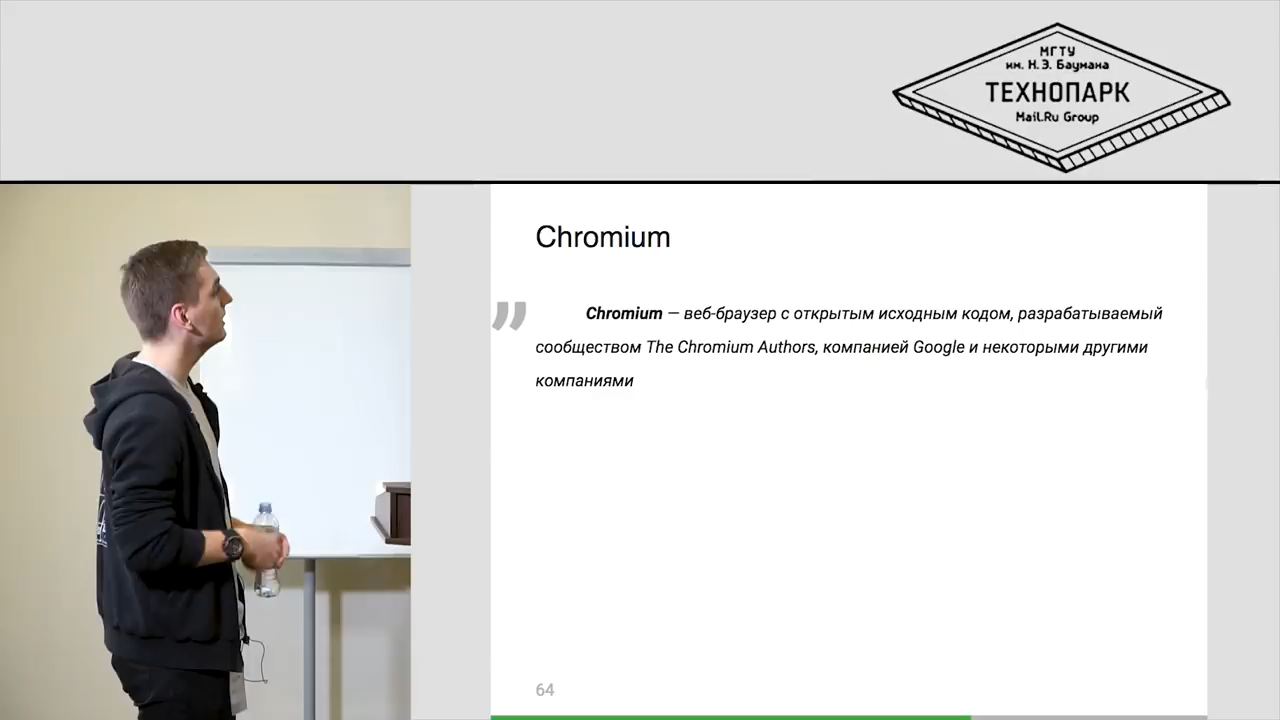 МГТУ
им. Н.Э. Баумана
ТЕХНОПАРК
Mail.Ru Group
Chromium
” Chromium — веб-браузер с открытым исходным кодом, разрабатываемый
сообществом The Chromium Authors, компанией Google и некоторыми другими
компаниями
64